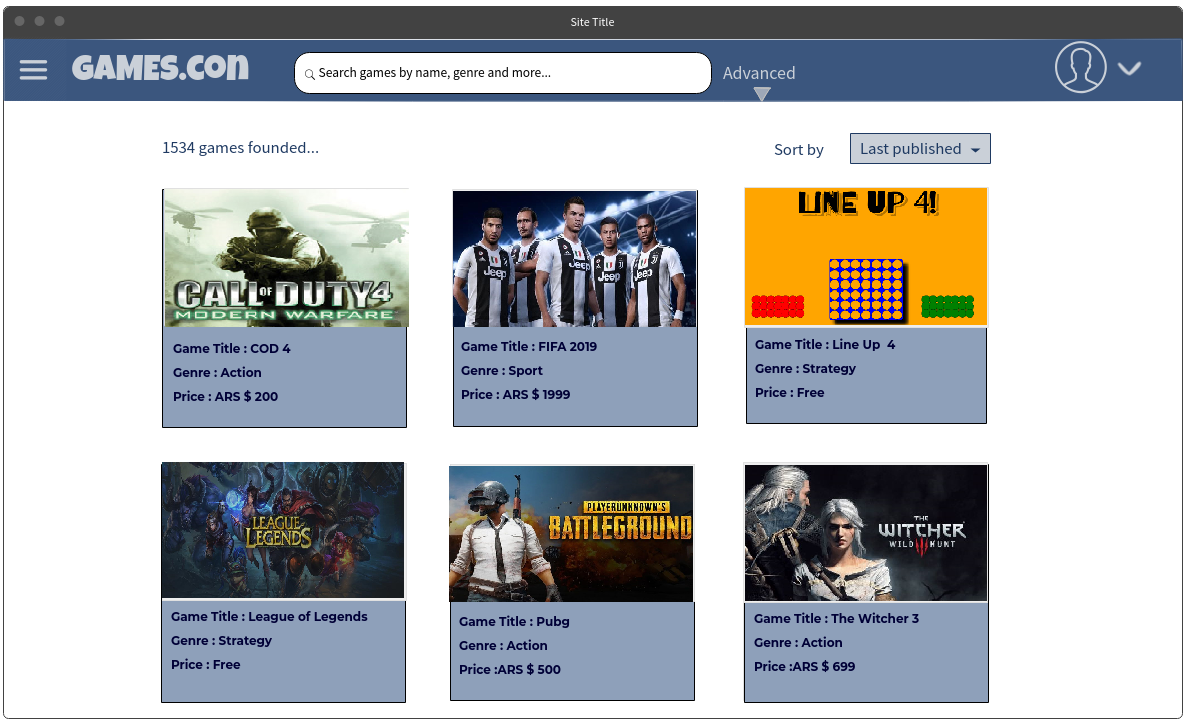 Site Title
GAMES.con
Search games by name, genre and more...
Advanced
1534 games founded...
Sort by
Last published
CALL OF DUTY 4
MODERN WARFARE
Jeep
Jeep
Jeep
Jeep
LINE UP 4!
Game Title : COD 4
Genre : Action
Price : ARS $ 200
Game Title : FIFA 2019
Genre : Sport
Price : ARS $ 1999
Game Title : Line Up 4
Genre : Strategy
Price : Free
LEAGUE
OF
LEGENDS
PLAYERUNKNOWN'S
BATTLEGROUND
THE
WITCHER
WILD HUNT
Game Title : League of Legends
Genre : Strategy
Price : Free
Game Title : Pubg
Genre : Action
Price :ARS $ 500
Game Title : The Witcher 3
Genre : Action
Price :ARS $ 699